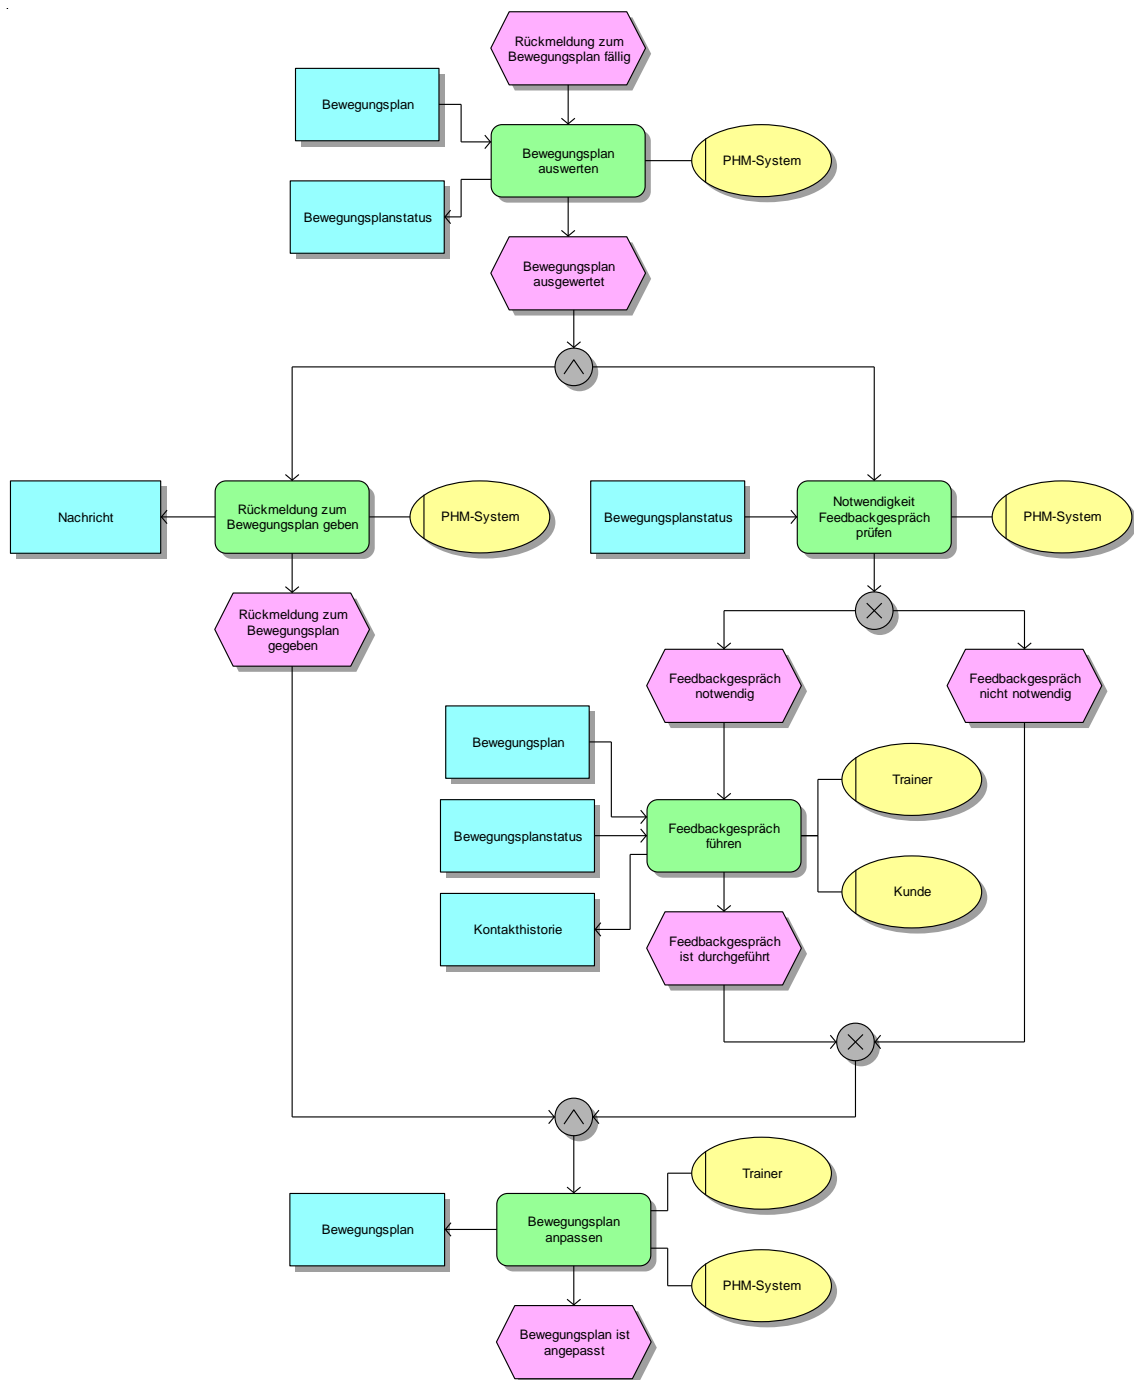 Rückmeldung zum
Bewegungsplan fällig
Bewegungsplan
Bewegungsplan
auswerten
PHM-System
Bewegungsplanstatus
Bewegungsplan
ausgewertet
Nachricht
Rückmeldung zum
Bewegungsplan geben
PHM-System
Bewegungsplanstatus
Notwendigkeit
Feedbackgespräch
prüfen
PHM-System
Rückmeldung zum
Bewegungsplan
gegeben
Feedbackgespräch
notwendig
Feedbackgespräch
nicht notwendig
Bewegungsplan
Trainer
Bewegungsplanstatus
Feedbackgespräch
führen
Kunde
Kontakthistorie
Feedbackgespräch
ist durchgeführt
Trainer
Bewegungsplan
Bewegungsplan
anpassen
PHM-System
Bewegungsplan ist
angepasst